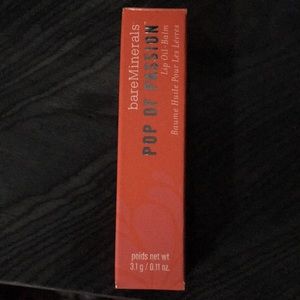 bareMinerals
POP OF PASSION™
Lip Oil-Balm
Baume Huile Pour Les Lèvres
poids net wt
3.1 g / 0.11 oz.